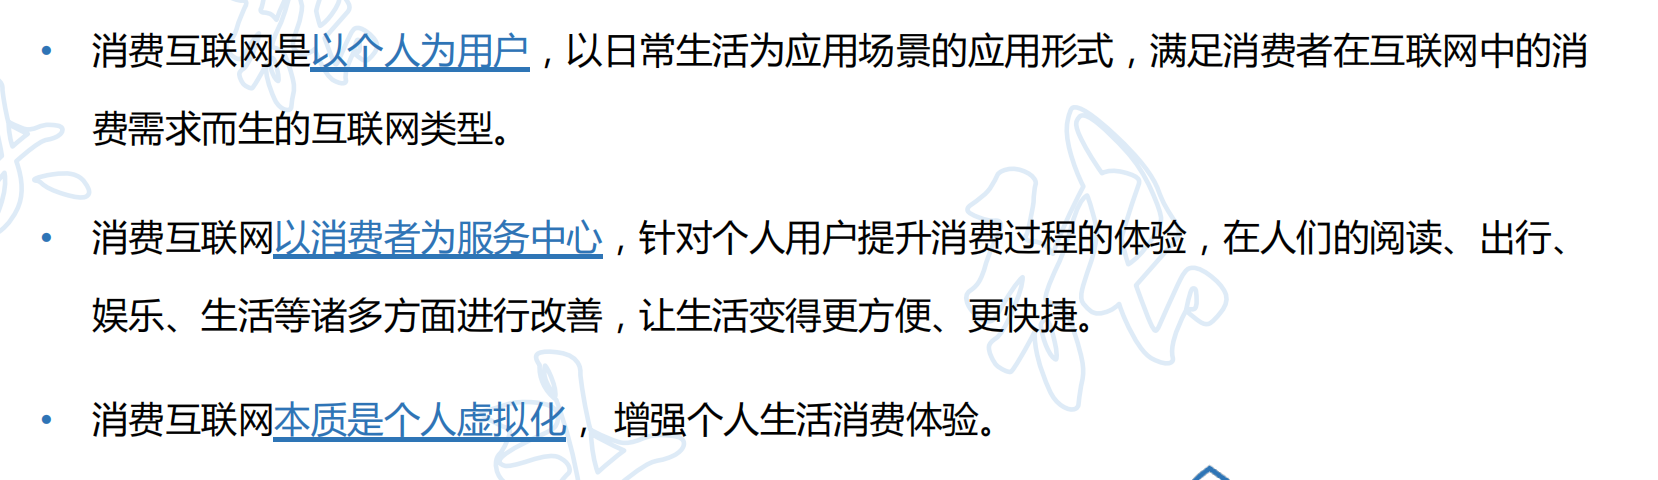 • 消费互联网是以个人为用户，以日常生活为应用场景的应用形式，满足消费者在互联网中的消
费需求而生的互联网类型。
• 消费互联网以消费者为服务中心，针对个人用户提升消费过程的体验，在人们的阅读、出行、
娱乐、生活等诸多方面进行改善，让生活变得更方便、更快捷。
• 消费互联网本质是个人虚拟化， 增强个人生活消费体验。